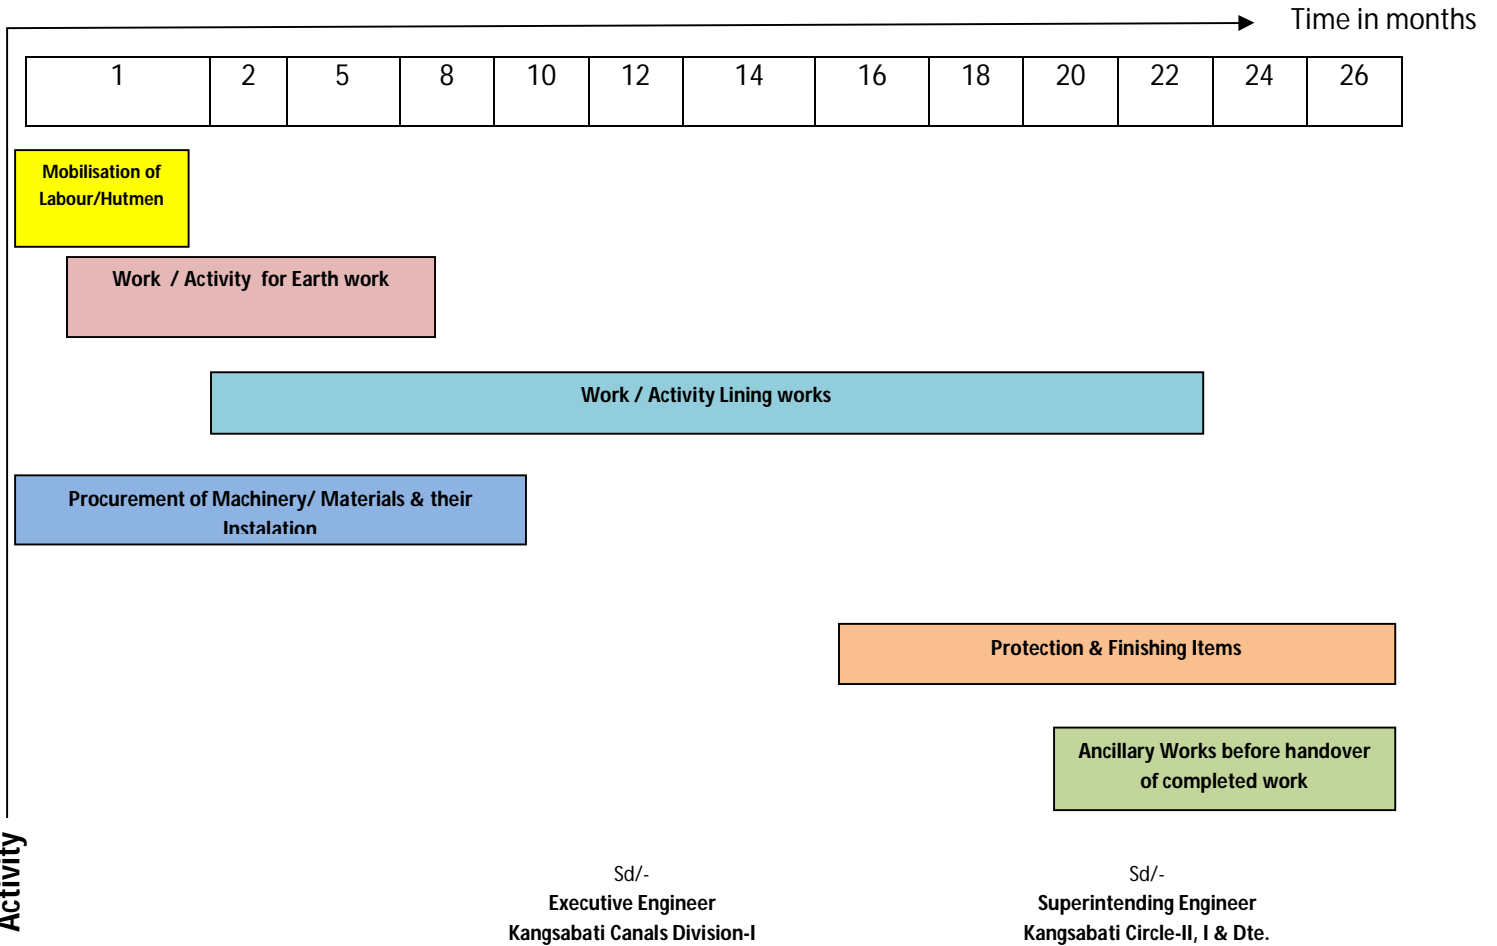 Time in months
1 2 5 8 10 12 14 16 18 20 22 24 26
Mobilisation of
Labour/Hutmen
Work / Activity for Earth work
Work / Activity Lining works
Procurement of Machinery/ Materials & their
Instalation
Protection & Finishing Items
Ancillary Works before handover
of completed work
Activity
Sd/-
Executive Engineer
Kangsabati Canals Division-I
Sd/-
Superintending Engineer
Kangsabati Circle-II, I & Dte.